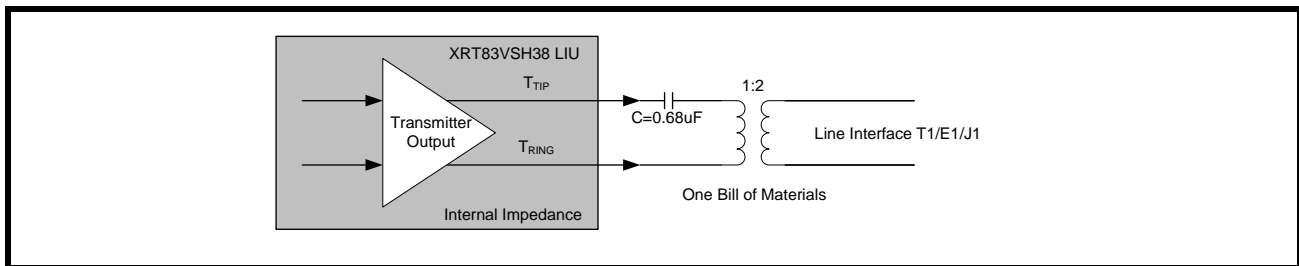 XRT83VSH38 LIU
TTIP
1:2
C=0.68uF
Transmitter
Output
Line Interface T1/E1/J1
TRING
One Bill of Materials
Internal Impedance